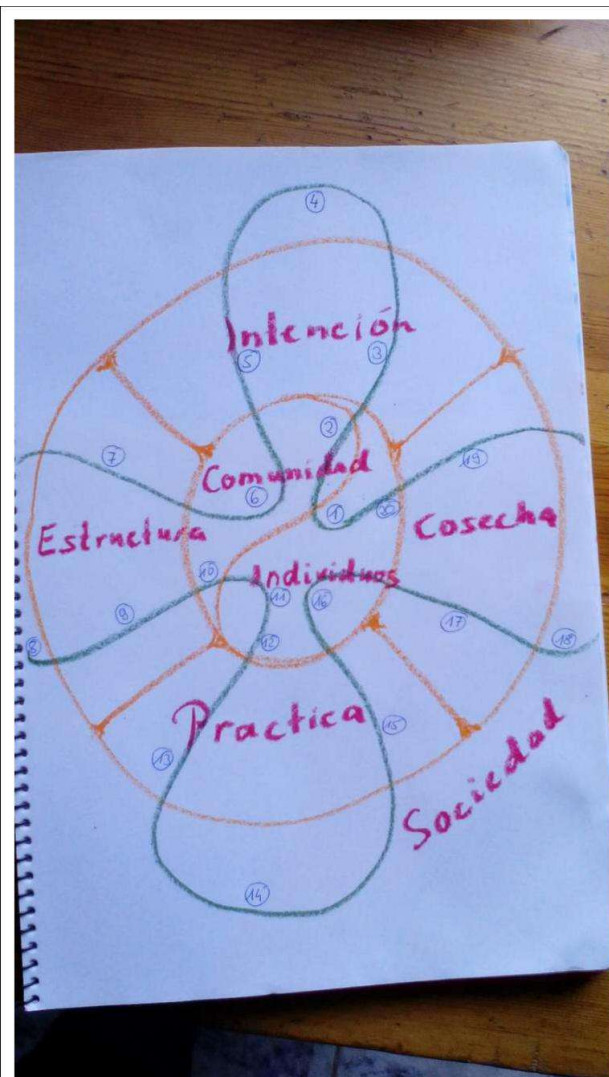 4
Intención
5
3
2
Comunidad
7
19
6
1
20
Estructura
Cosecha
10
Individuos
11
16
9
17
8
12
18
Practica
13
15
Sociedad
14